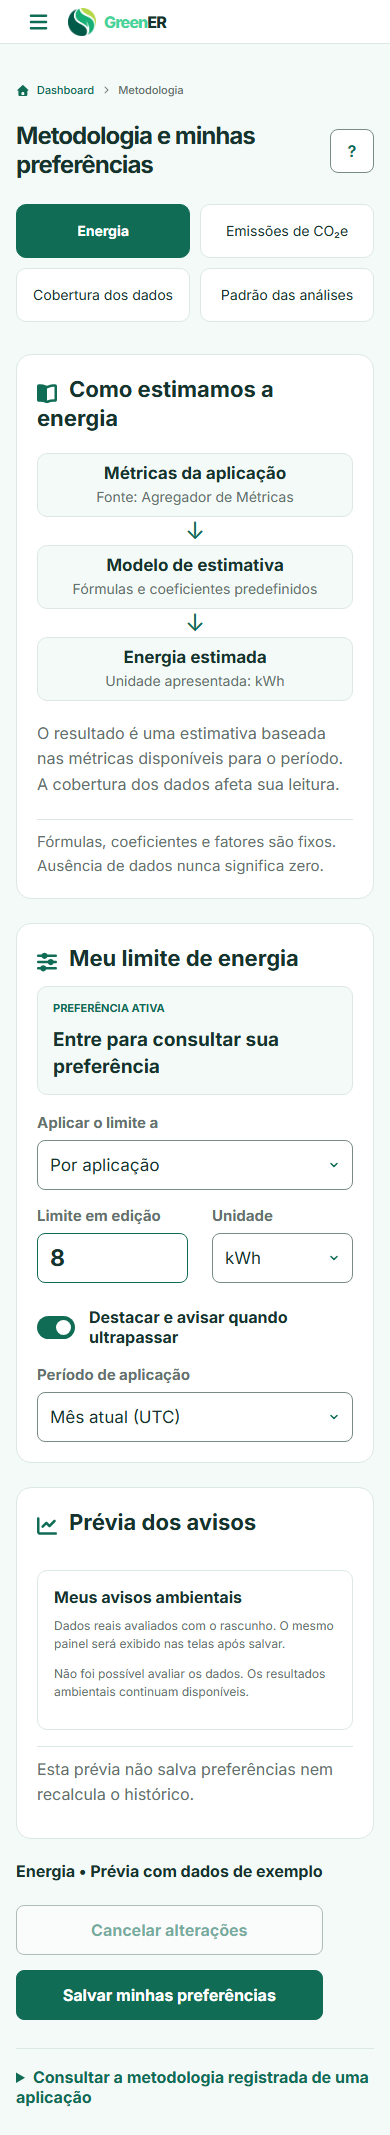 GreenER
Dashboard > Metodologia
Metodologia e minhas
preferências
?
Energia
Emissões de CO₂e
Cobertura dos dados
Padrão das análises
Como estimamos a
energia
Métricas da aplicação
Fonte: Agregador de Métricas
↓
Modelo de estimativa
Fórmulas e coeficientes predefinidos
↓
Energia estimada
Unidade apresentada: kWh
O resultado é uma estimativa baseada
nas métricas disponíveis para o período.
A cobertura dos dados afeta sua leitura.
Fórmulas, coeficientes e fatores são fixos.
Ausência de dados nunca significa zero.
Meu limite de energia
PREFERÊNCIA ATIVA
Entre para consultar sua
preferência
Aplicar o limite a
Por aplicação
Limite em edição
Unidade
8
kWh
Destacar e avisar quando
ultrapassar
Período de aplicação
Mês atual (UTC)
Prévia dos avisos
Meus avisos ambientais
Dados reais avaliados com o rascunho. O mesmo
painel será exibido nas telas após salvar.
Não foi possível avaliar os dados. Os resultados
ambientais continuam disponíveis.
Esta prévia não salva preferências nem
recalcula o histórico.
Energia • Prévia com dados de exemplo
Cancelar alterações
Salvar minhas preferências
Consultar a metodologia registrada de uma
aplicação